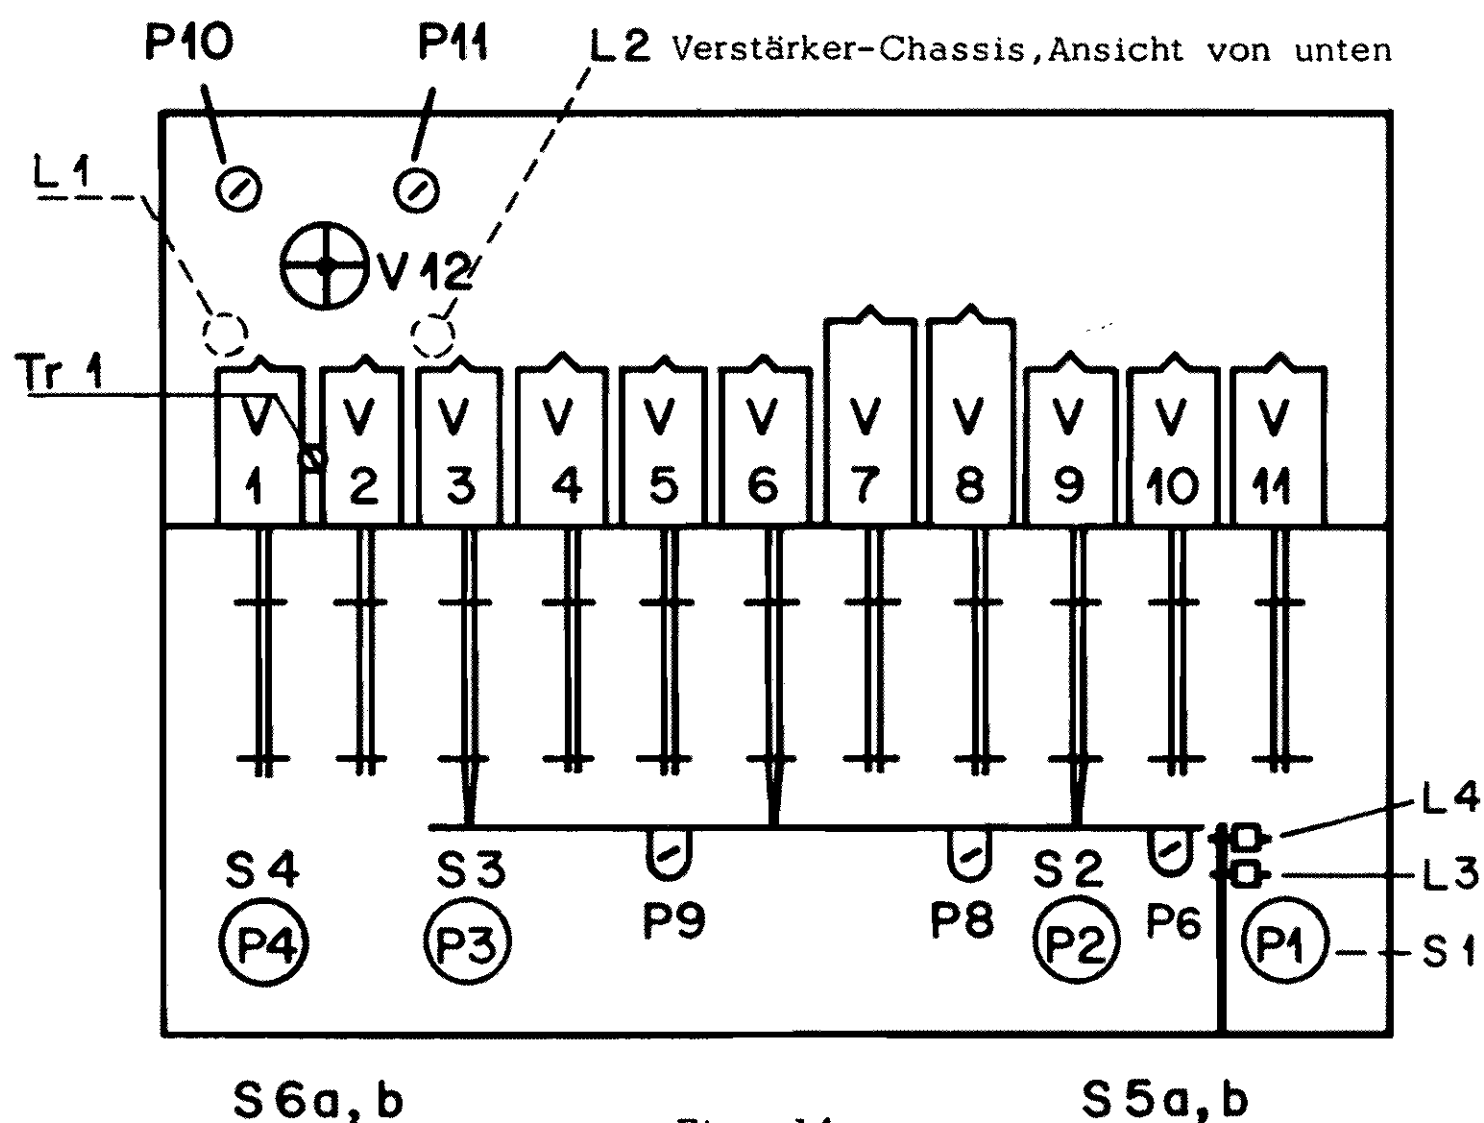 P10 P11 L2 Verstärker-Chassis,Ansicht von unten
L1
V 12
Tr 1
V V V V V V V V V V V
1 2 3 4 5 6 7 8 9 10 11
L4
S4 S3 S2 L3
P9 P8 P6
P4 P3 P2 P1 S1
S6a,b S5a,b